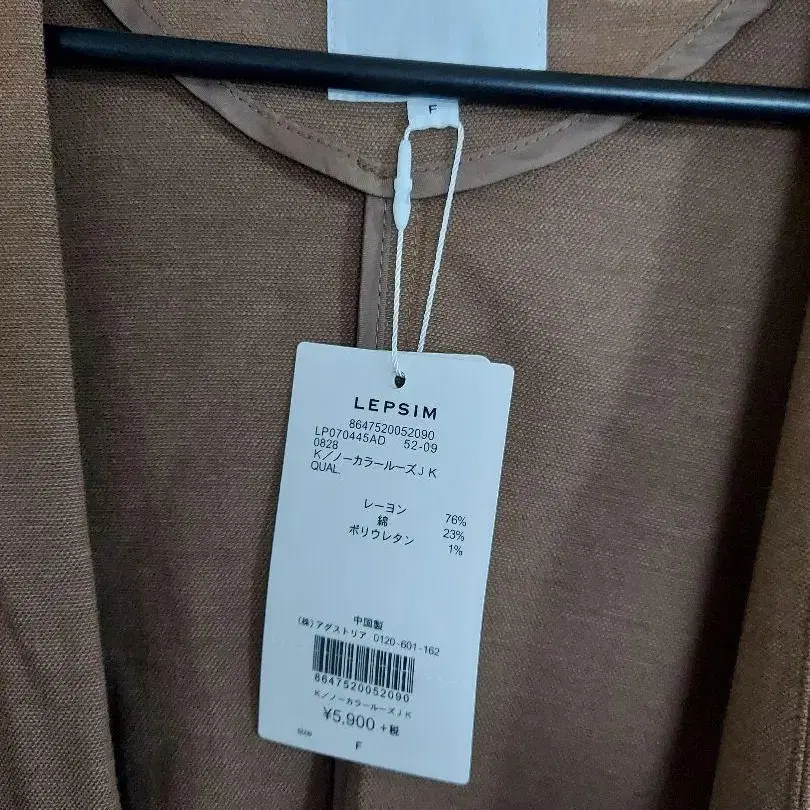 F
LEPSIM
8647520052090
LP070445AD 52-09
0828
K／ノーカラールーズJK
QUAL.
レーヨン 76%
綿 23%
ポリウレタン 1%
中国製
(株)アダストリア 0120-601-162
8647520052090
K／ノーカラールーズJK
¥5,900 +税
F